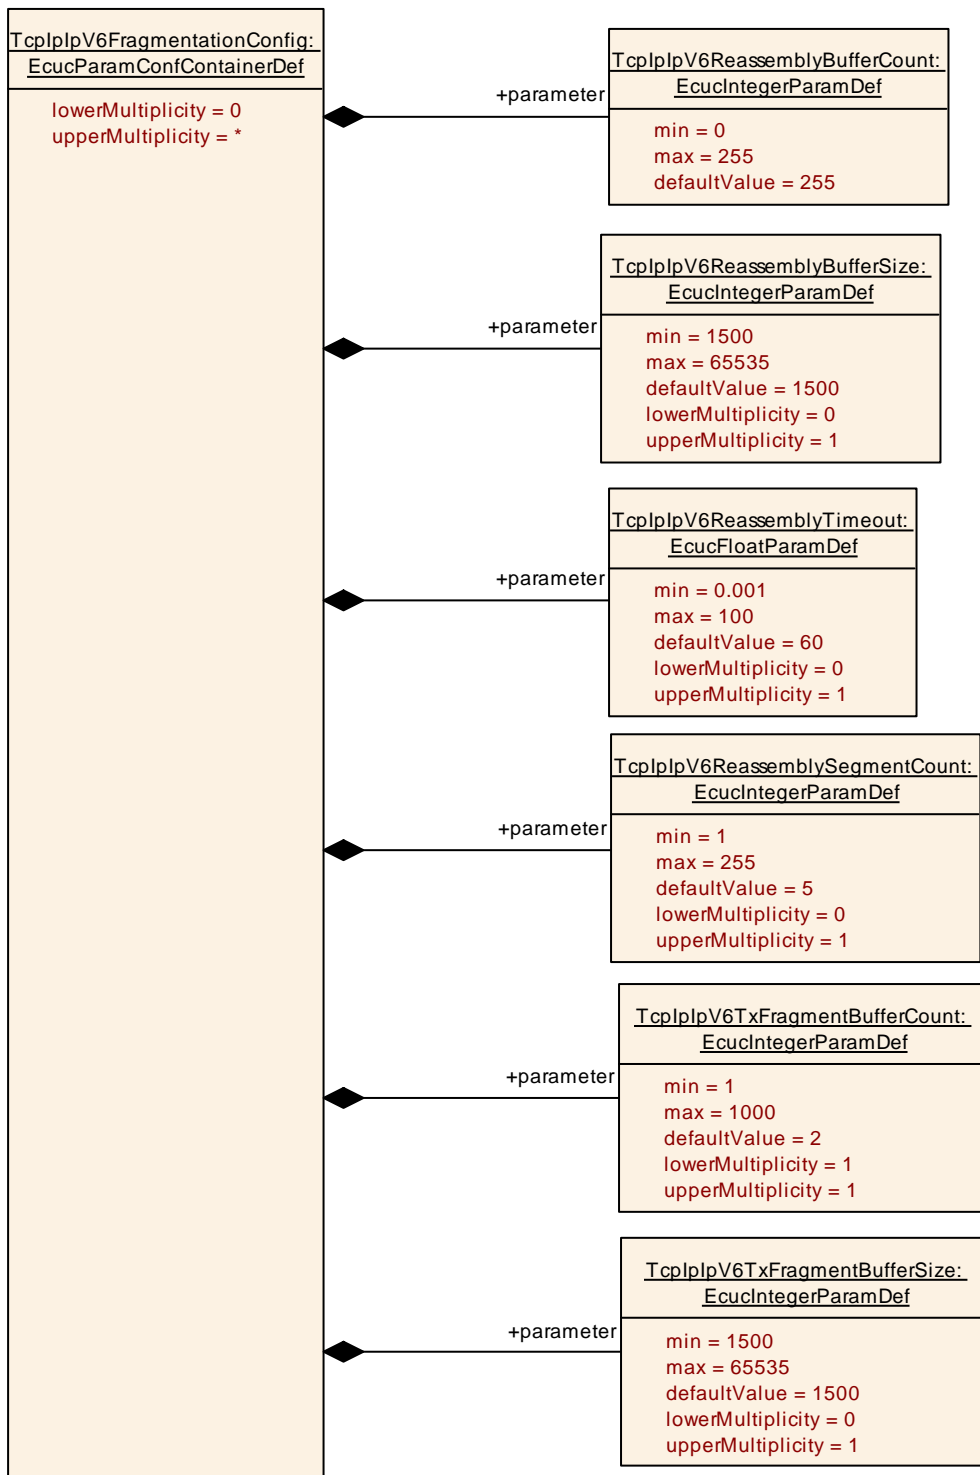 TcpIpIpV6FragmentationConfig:
EcucParamConfContainerDef
lowerMultiplicity = 0
upperMultiplicity = *
+parameter
TcpIpIpV6ReassemblyBufferCount:
EcucIntegerParamDef
min = 0
max = 255
defaultValue = 255
+parameter
TcpIpIpV6ReassemblyBufferSize:
EcucIntegerParamDef
min = 1500
max = 65535
defaultValue = 1500
lowerMultiplicity = 0
upperMultiplicity = 1
+parameter
TcpIpIpV6ReassemblyTimeout:
EcucFloatParamDef
min = 0.001
max = 100
defaultValue = 60
lowerMultiplicity = 0
upperMultiplicity = 1
+parameter
TcpIpIpV6ReassemblySegmentCount:
EcucIntegerParamDef
min = 1
max = 255
defaultValue = 5
lowerMultiplicity = 0
upperMultiplicity = 1
+parameter
TcpIpIpV6TxFragmentBufferCount:
EcucIntegerParamDef
min = 1
max = 1000
defaultValue = 2
lowerMultiplicity = 1
upperMultiplicity = 1
+parameter
TcpIpIpV6TxFragmentBufferSize:
EcucIntegerParamDef
min = 1500
max = 65535
defaultValue = 1500
lowerMultiplicity = 0
upperMultiplicity = 1